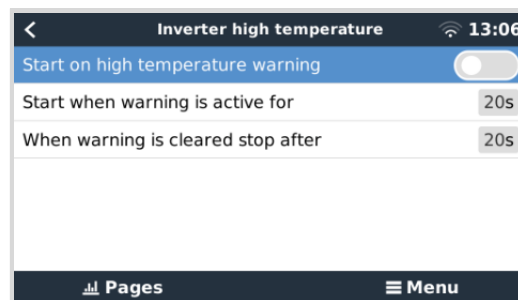 Inverter high temperature 13:06
Start on high temperature warning
Start when warning is active for 20s
When warning is cleared stop after 20s
Pages Menu